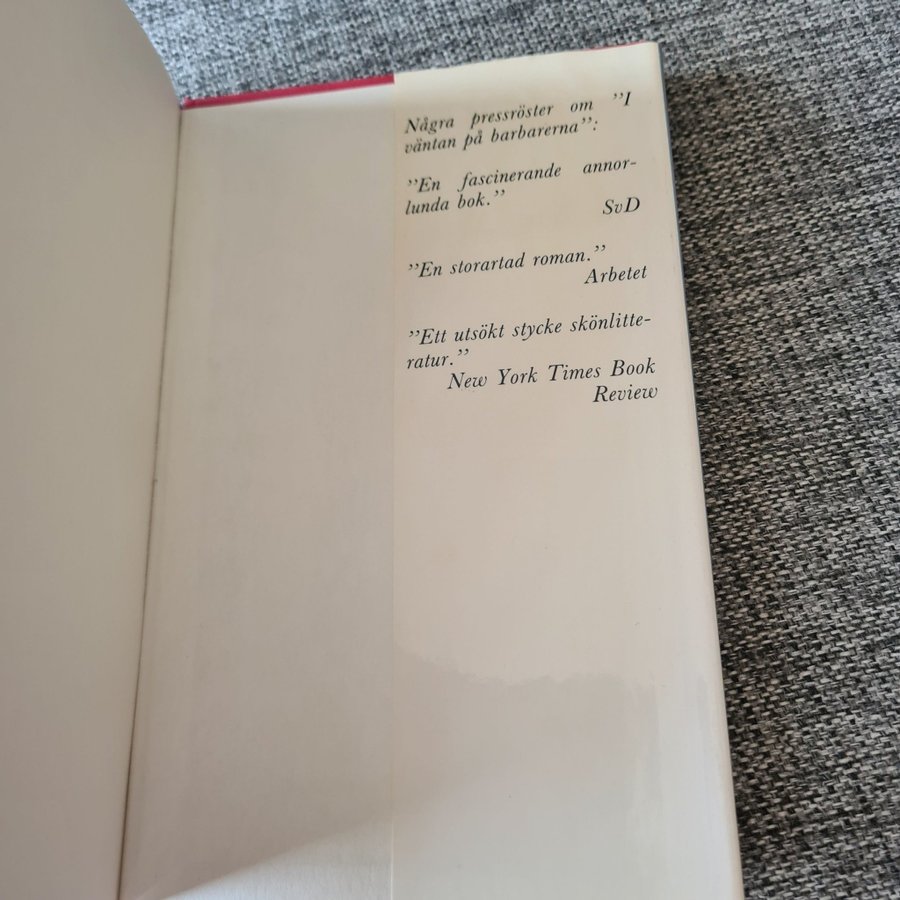 Några pressröster om ”I
väntan på barbarerna”:
”En fascinerande annor-
lunda bok.”
SvD
”En storartad roman.”
Arbetet
”Ett utsökt stycke skönlitte-
ratur.”
New York Times Book
Review